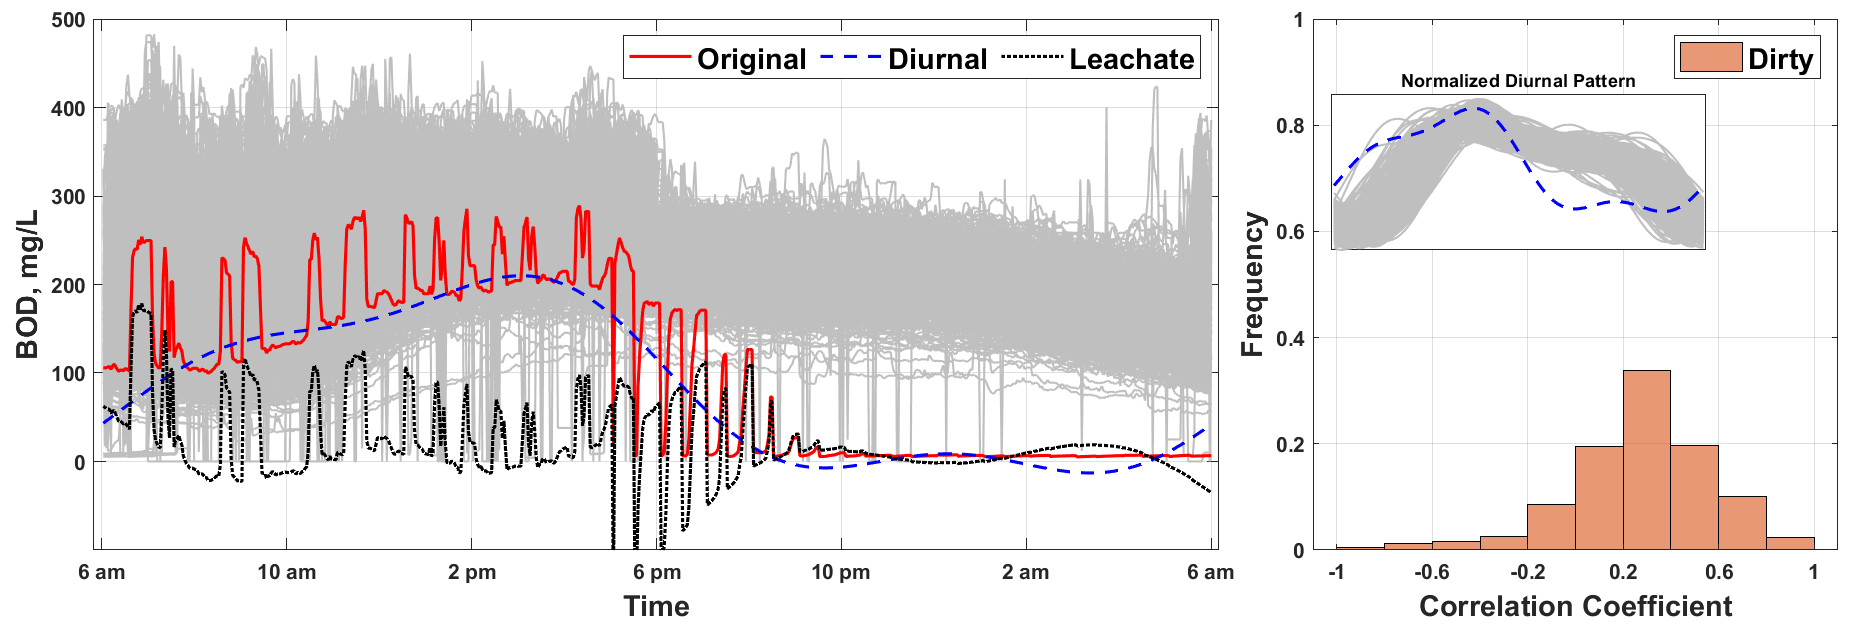 500
400
300
200
100
0
BOD, mg/L
Original Diurnal Leachate
6 am 10 am 2 pm 6 pm 10 pm 2 am 6 am
Time
1
0.8
0.6
0.4
0.2
0
Frequency
Dirty
Normalized Diurnal Pattern
-1 -0.6 -0.2 0.2 0.6 1
Correlation Coefficient